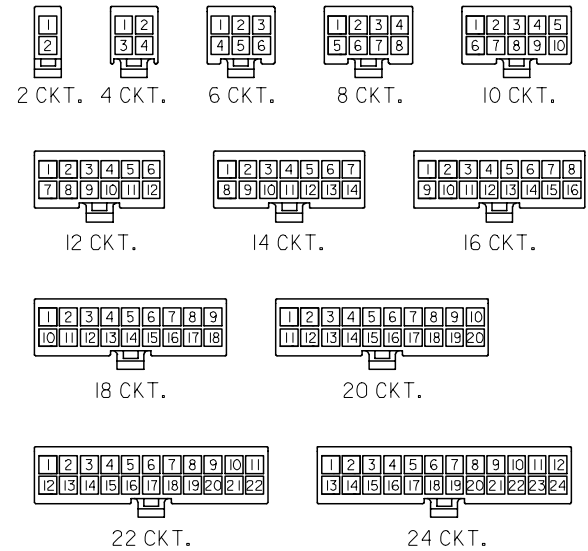 1 1 2 1 2 3 1 2 3 4 1 2 3 4 5
2 3 4 4 5 6 5 6 7 8 6 7 8 9 10
2 CKT. 4 CKT. 6 CKT. 8 CKT. 10 CKT.
1 2 3 4 5 6 1 2 3 4 5 6 7 1 2 3 4 5 6 7 8
7 8 9 10 11 12 8 9 10 11 12 13 14 9 10 11 12 13 14 15 16
12 CKT. 14 CKT. 16 CKT.
1 2 3 4 5 6 7 8 9 1 2 3 4 5 6 7 8 9 10
10 11 12 13 14 15 16 17 18 11 12 13 14 15 16 17 18 19 20
18 CKT. 20 CKT.
1 2 3 4 5 6 7 8 9 10 11 1 2 3 4 5 6 7 8 9 10 11 12
12 13 14 15 16 17 18 19 20 21 22 13 14 15 16 17 18 19 20 21 22 23 24
22 CKT. 24 CKT.